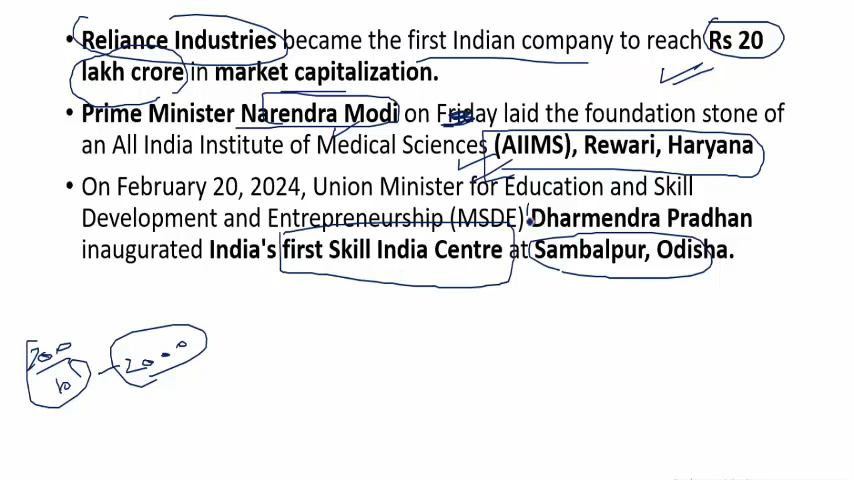 • Reliance Industries became the first Indian company to reach Rs 20
lakh crore in market capitalization.
• Prime Minister Narendra Modi on Friday laid the foundation stone of
an All India Institute of Medical Sciences (AIIMS), Rewari, Haryana
• On February 20, 2024, Union Minister for Education and Skill
Development and Entrepreneurship (MSDE) Dharmendra Pradhan
inaugurated India's first Skill India Centre at Sambalpur, Odisha.